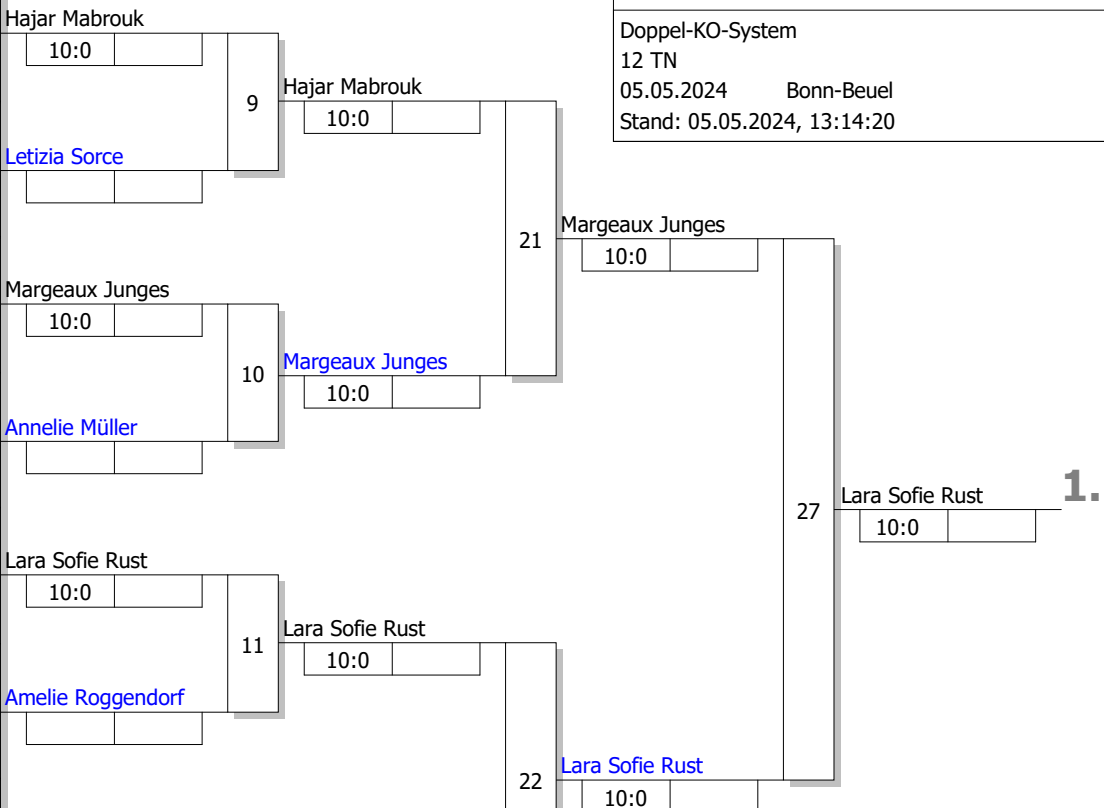 Hajar Mabrouk
10:0
9
Letizia Sorce
Hajar Mabrouk
10:0
Doppel-KO-System
12 TN
05.05.2024 Bonn-Beuel
Stand: 05.05.2024, 13:14:20
21
Margeaux Junges
10:0
Margeaux Junges
10:0
10
Margeaux Junges
10:0
Annelie Müller
27
Lara Sofie Rust
10:0
1.
Lara Sofie Rust
10:0
11
Lara Sofie Rust
10:0
Amelie Roggendorf
22
Lara Sofie Rust
10:0